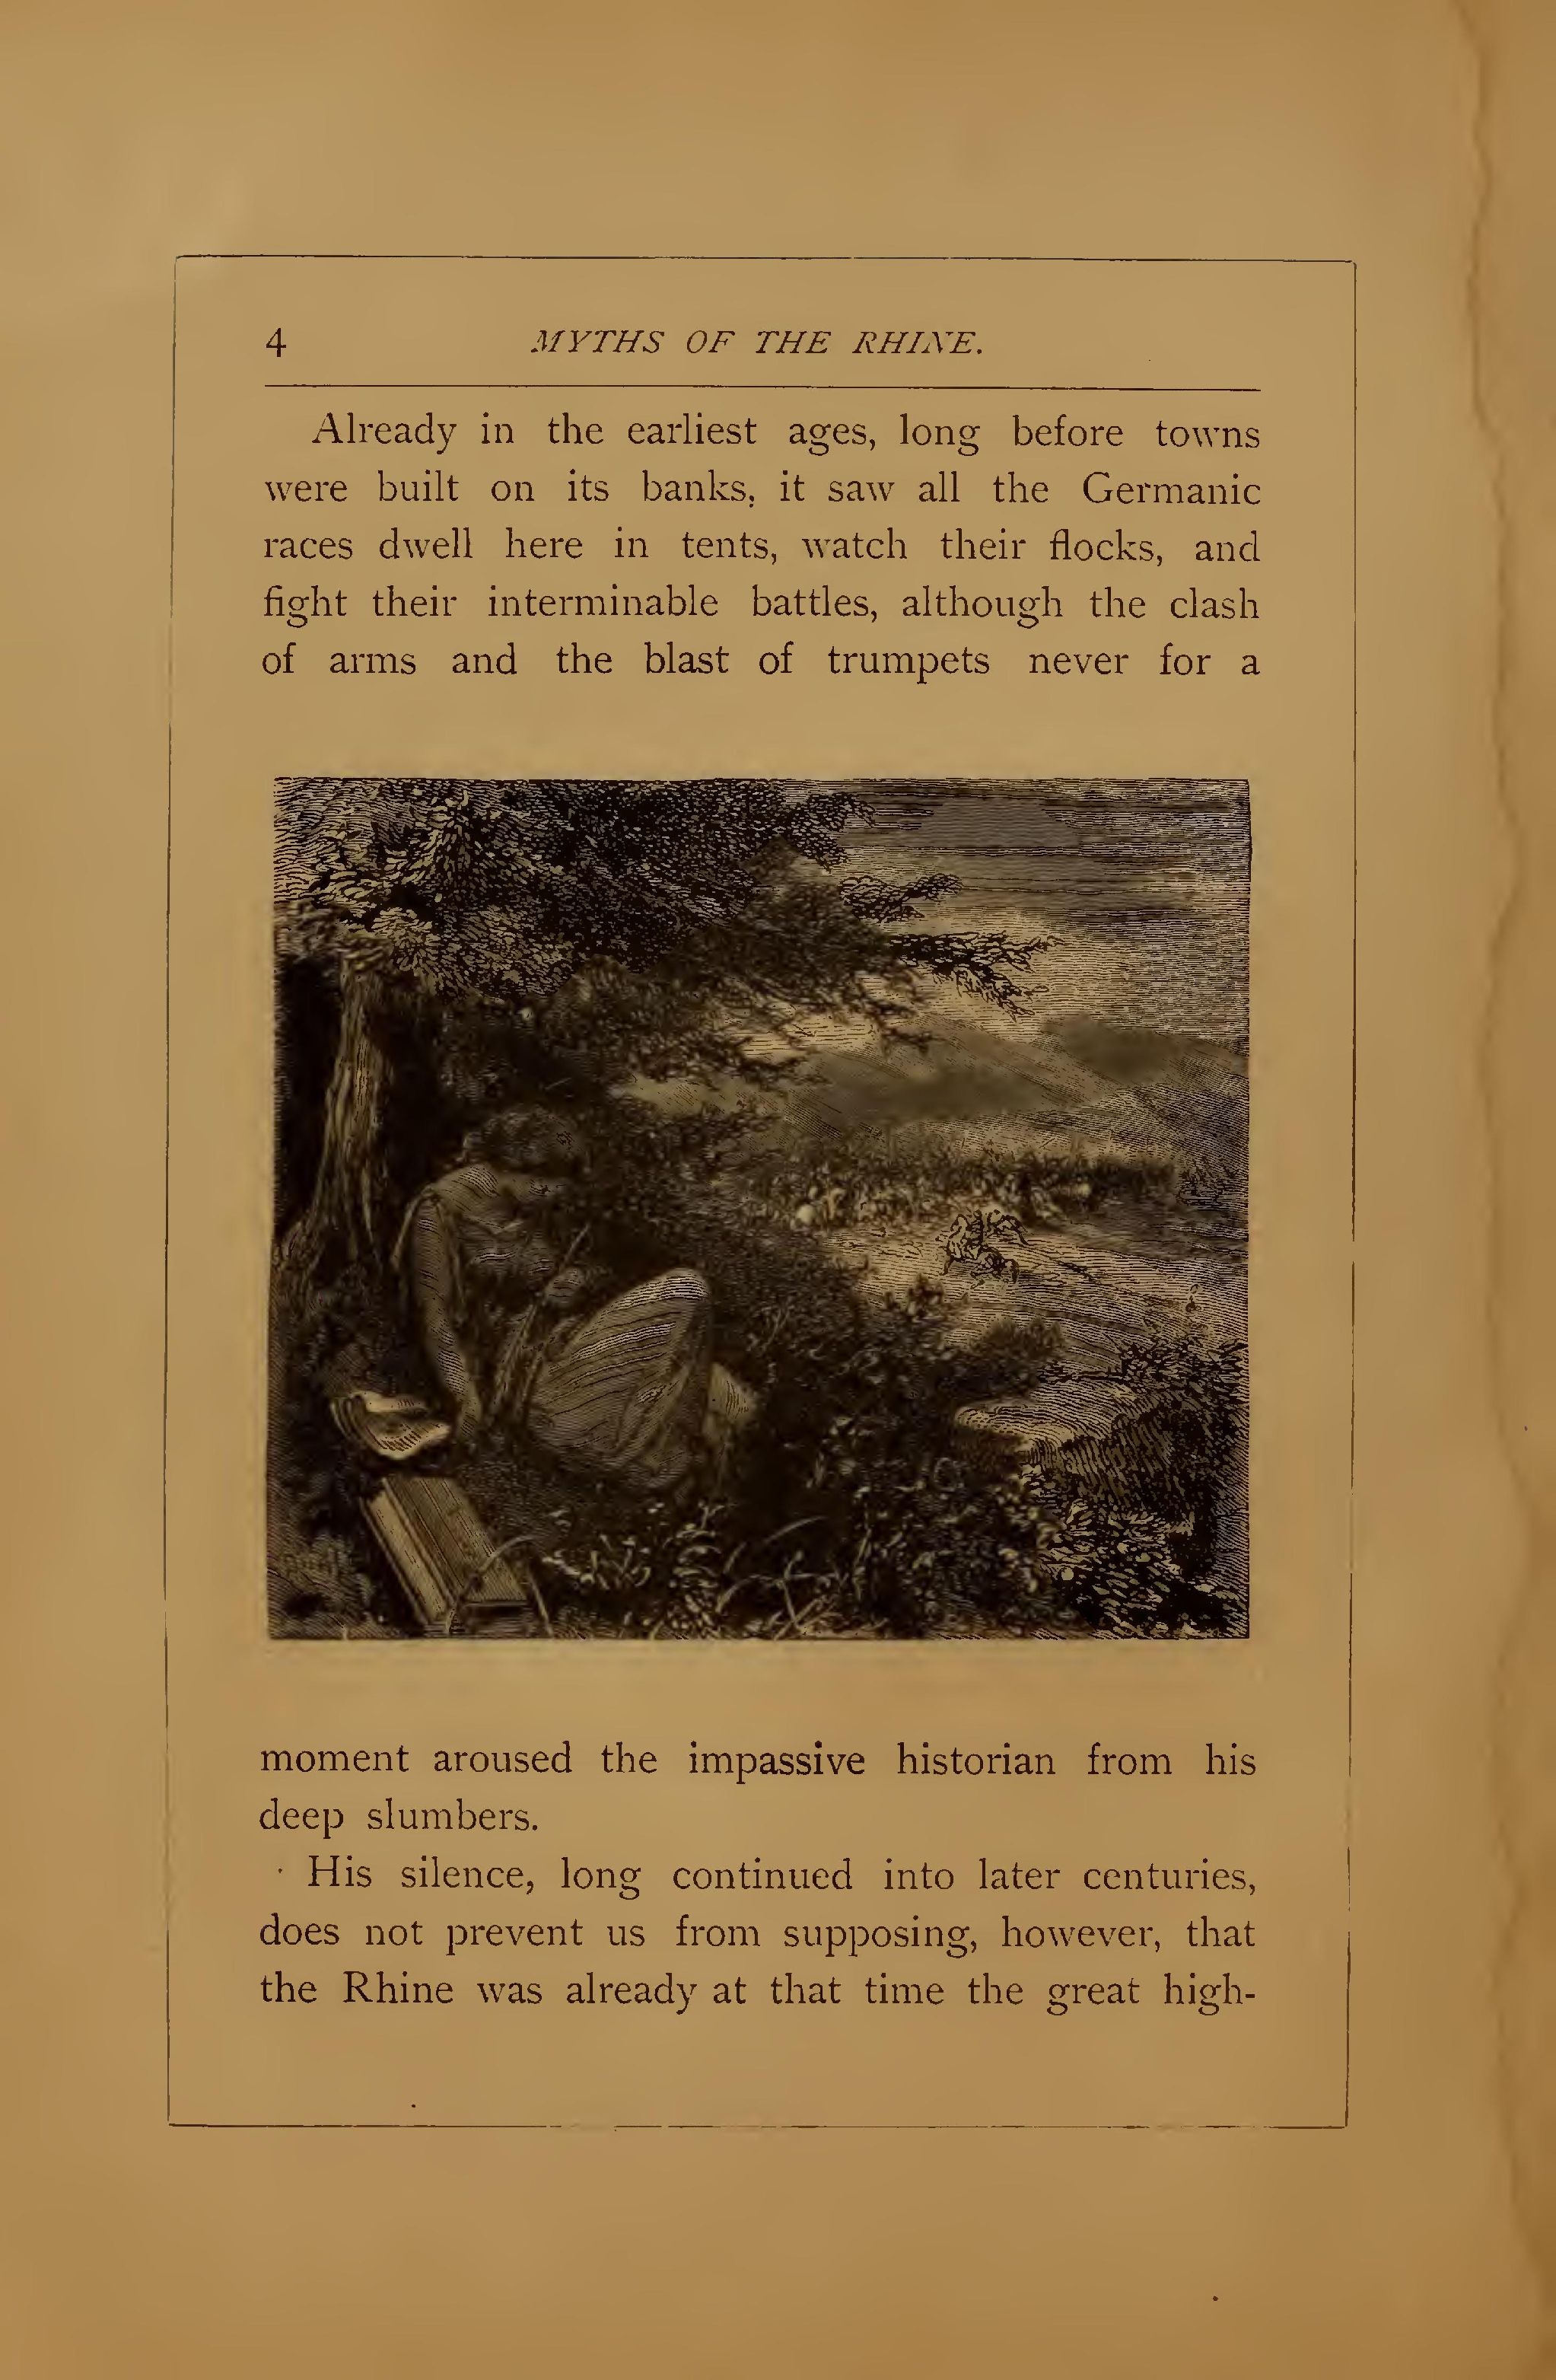 4 MYTHS OF THE RHINE.
Already in the earliest ages, long before towns
were built on its banks, it saw all the Germanic
races dwell here in tents, watch their flocks, and
fight their interminable battles, although the clash
of arms and the blast of trumpets never for a
moment aroused the impassive historian from his
deep slumbers.
His silence, long continued into later centuries,
does not prevent us from supposing, however, that
the Rhine was already at that time the great high-